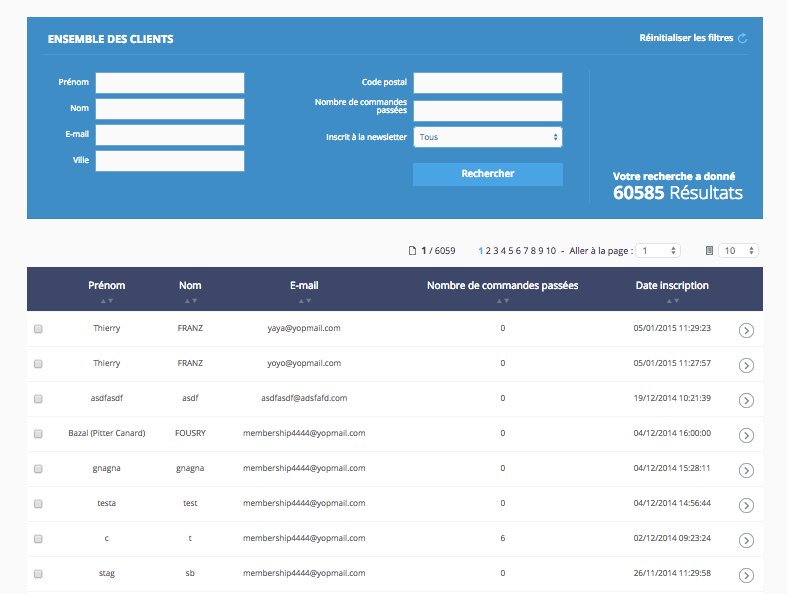 ENSEMBLE DES CLIENTS
Réinitialiser les filtres
Prénom
Nom
E-mail
Ville
Code postal
Nombre de commandes
passées
Inscrit à la newsletter
Tous
Rechercher
Votre recherche a donné
60585 Résultats
1 / 6059 1 2 3 4 5 6 7 8 9 10 - Aller à la page : 1 10
Prénom Nom E-mail Nombre de commandes passées Date inscription
Thierry FRANZ yaya@yopmail.com 0 05/01/2015 11:29:23
Thierry FRANZ yoyo@yopmail.com 0 05/01/2015 11:27:57
asdfasdf asdf asdfasdf@adsfafd.com 0 19/12/2014 10:21:39
Bazal (Pitter Canard) FOUSRY membership4444@yopmail.com 0 04/12/2014 16:00:00
gnagna gnagna membership4444@yopmail.com 0 04/12/2014 15:28:11
testa test membership4444@yopmail.com 0 04/12/2014 14:56:44
c t membership4444@yopmail.com 6 02/12/2014 09:23:24
stag sb membership4444@yopmail.com 0 26/11/2014 11:29:58